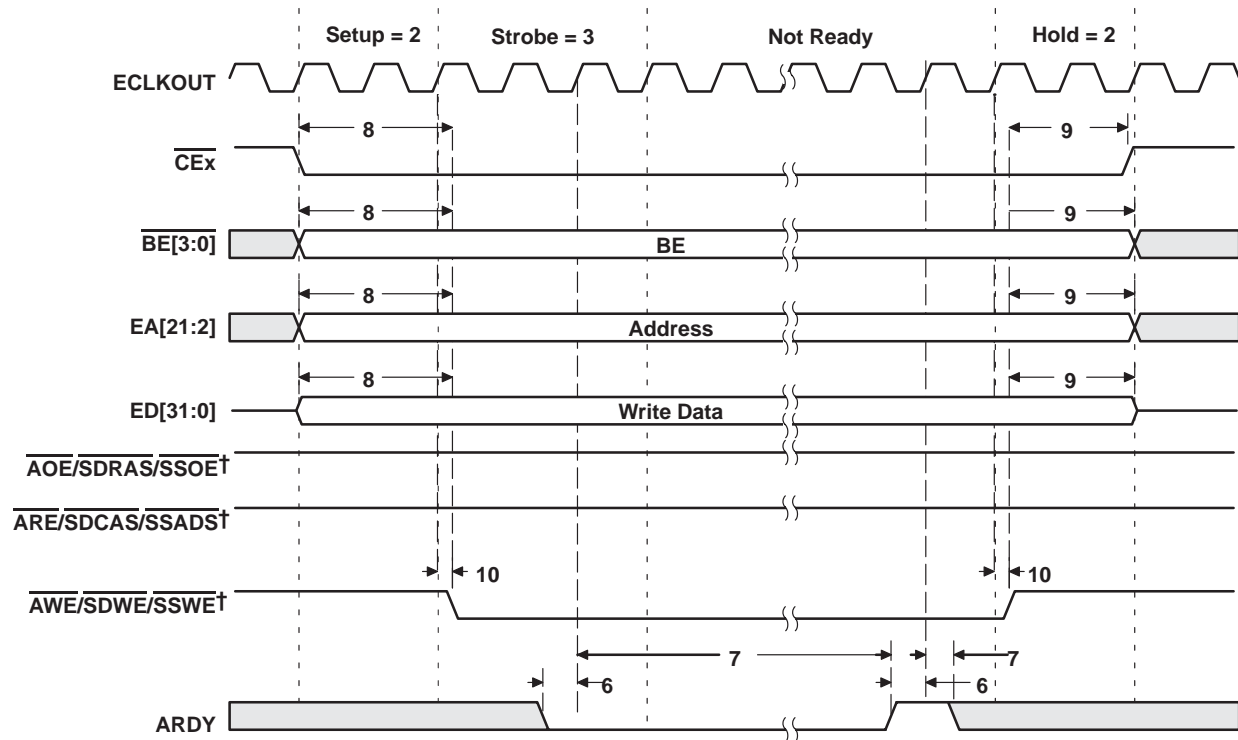 Setup = 2 Strobe = 3 Not Ready Hold = 2
ECLKOUT
8 9
CEx
8 9
BE[3:0] BE
8 9
EA[21:2] Address
8 9
ED[31:0] Write Data
AOE/SDRAS/SSOE†
ARE/SDCAS/SSADS†
10 10
AWE/SDWE/SSWE†
7 7
6 6
ARDY